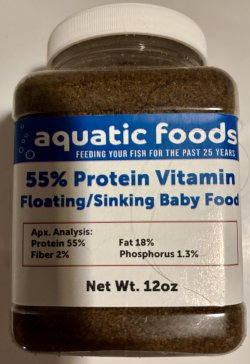 aquatic foods
FEEDING YOUR FISH FOR THE PAST 25 YEARS
55% Protein Vitamin
Floating/Sinking Baby Food
Apx. Analysis:
Protein 55% Fat 18%
Fiber 2% Phosphorus 1.3%
Net Wt. 12oz